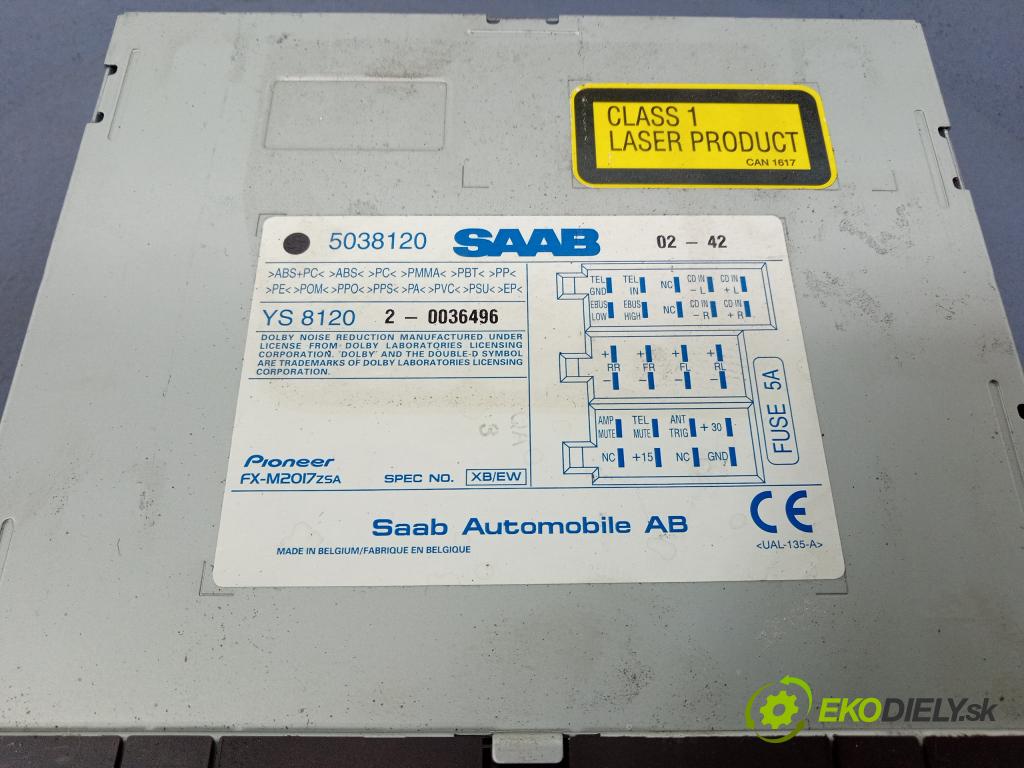 CLASS 1
LASER PRODUCT
CAN 1617
5038120 SAAB 02 - 42
>ABS+PC< >ABS< >PC< >PMMA< >PBT< >PP<
>PE< >POM< >PPO< >PPS< >PA< >PVC< >PSU< >EP<
YS 8120 2 - 0036496
DOLBY NOISE REDUCTION MANUFACTURED UNDER
LICENSE FROM DOLBY LABORATORIES LICENSING
CORPORATION. "DOLBY" AND THE DOUBLE-D SYMBOL
ARE TRADEMARKS OF DOLBY LABORATORIES LICENSING
CORPORATION.
TEL GND TEL IN NC CD IN - L CD IN + L
EBUS LOW EBUS HIGH NC CD IN - R CD IN + R
+ + + +
RR FR FL RL
- - - -
AMP MUTE TEL MUTE ANT TRIG +30
NC +15 NC GND
FUSE 5A
Pioneer
FX-M2017ZSA SPEC NO. XB/EW
Saab Automobile AB CE
MADE IN BELGIUM/FABRIQUE EN BELGIQUE <UAL-135-A>
EKODIELY.sk